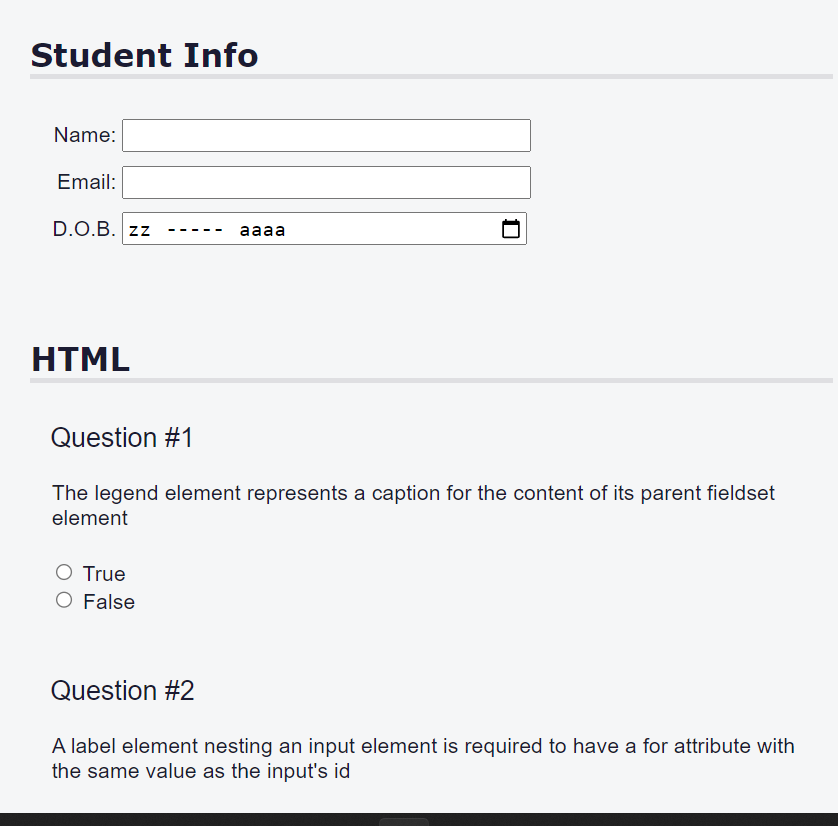 Student Info
Name:
Email:
D.O.B. zz ----- aaaa
HTML
Question #1
The legend element represents a caption for the content of its parent fieldset
element
True
False
Question #2
A label element nesting an input element is required to have a for attribute with
the same value as the input's id